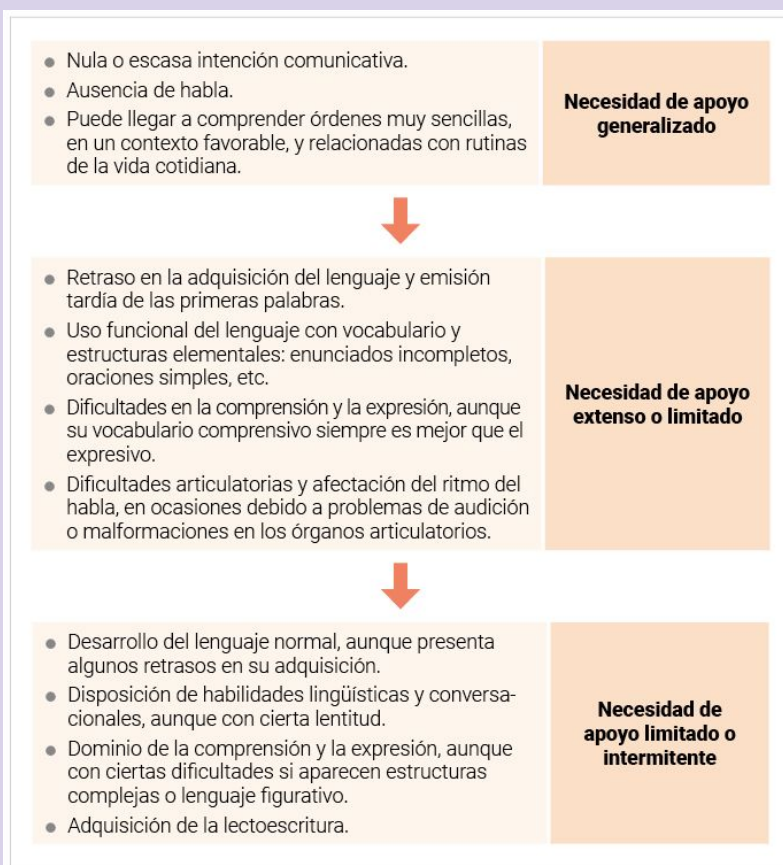 ● Nula o escasa intención comunicativa.
● Ausencia de habla.
● Puede llegar a comprender órdenes muy sencillas,
en un contexto favorable, y relacionadas con rutinas
de la vida cotidiana.
Necesidad de apoyo
generalizado
● Retraso en la adquisición del lenguaje y emisión
tardía de las primeras palabras.
● Uso funcional del lenguaje con vocabulario y
estructuras elementales: enunciados incompletos,
oraciones simples, etc.
● Dificultades en la comprensión y la expresión, aunque
su vocabulario comprensivo siempre es mejor que el
expresivo.
● Dificultades articulatorias y afectación del ritmo del
habla, en ocasiones debido a problemas de audición
o malformaciones en los órganos articulatorios.
Necesidad de apoyo
extenso o limitado
● Desarrollo del lenguaje normal, aunque presenta
algunos retrasos en su adquisición.
● Disposición de habilidades lingüísticas y conversa-
cionales, aunque con cierta lentitud.
● Dominio de la comprensión y la expresión, aunque
con ciertas dificultades si aparecen estructuras
complejas o lenguaje figurativo.
● Adquisición de la lectoescritura.
Necesidad de
apoyo limitado o
intermitente